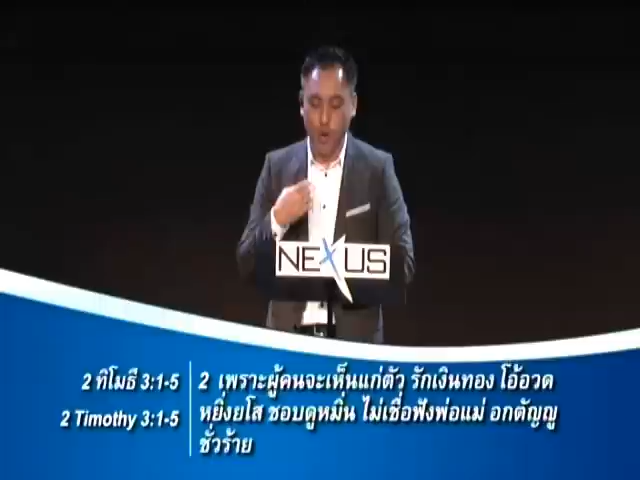 NEXUS
2 ทิโมธี 3:1-5
2 Timothy 3:1-5
2 เพราะผู้คนจะเห็นแก่ตัว รักเงินทอง โอ้อวด
หยิ่งยโส ชอบดูหมิ่น ไม่เชื่อฟังพ่อแม่ อกตัญญู
ชั่วร้าย